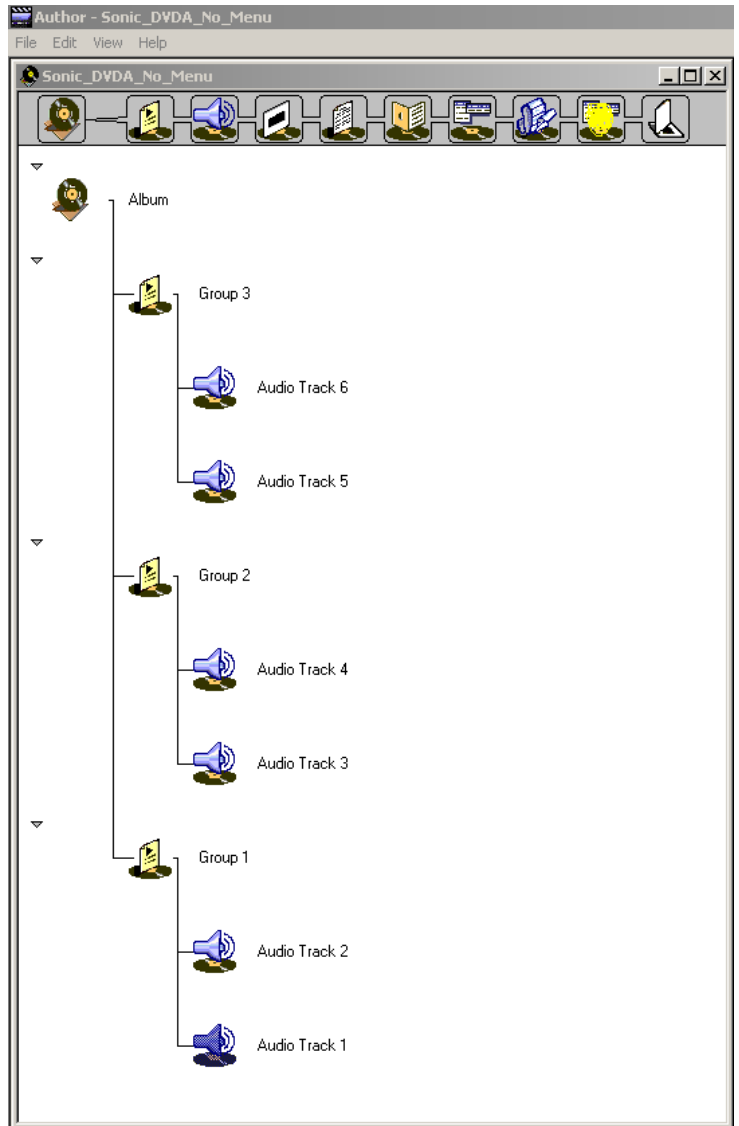 Author - Sonic_DVDA_No_Menu
File Edit View Help
Sonic_DVDA_No_Menu
Album
Group 3
Audio Track 6
Audio Track 5
Group 2
Audio Track 4
Audio Track 3
Group 1
Audio Track 2
Audio Track 1